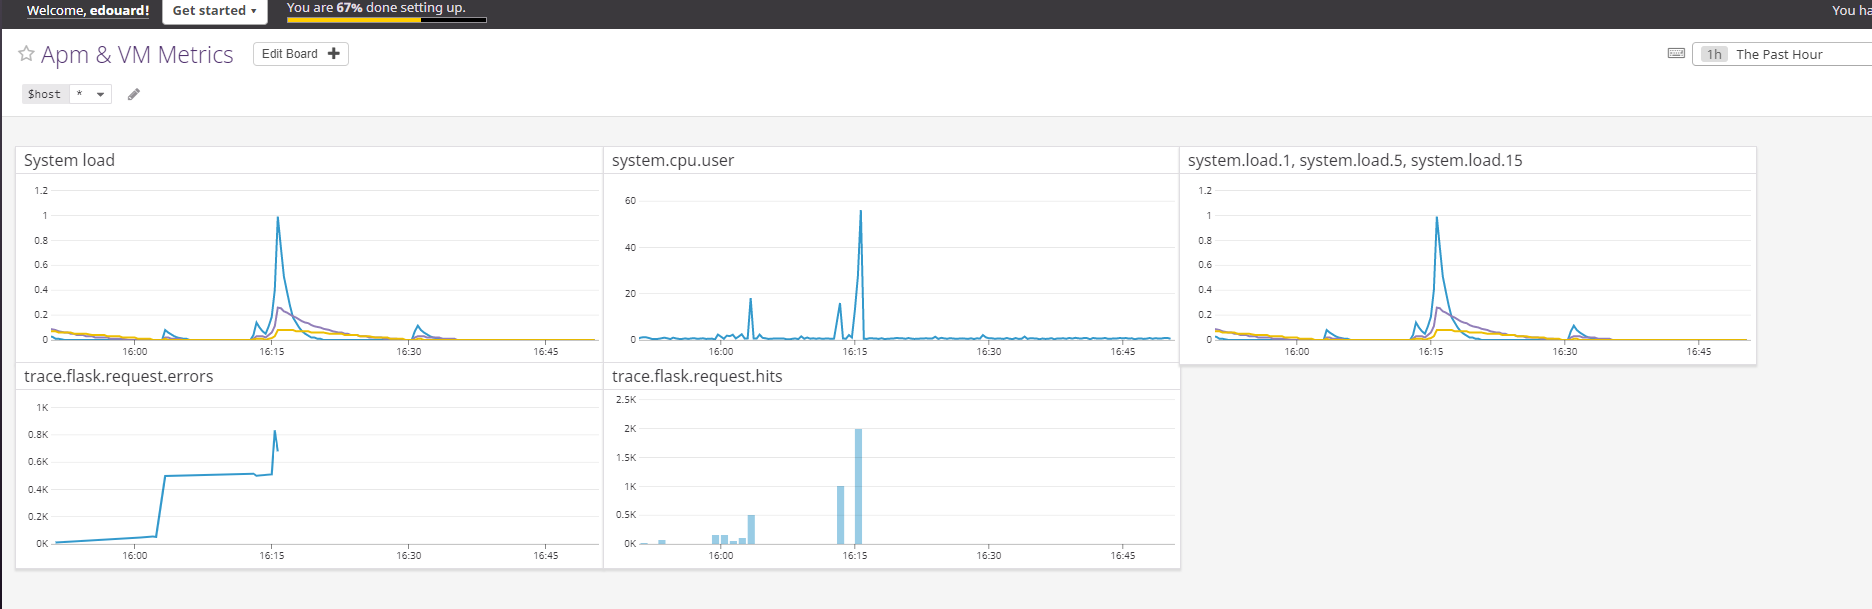 Welcome, edouard!
Get started
You are 67% done setting up.
You ha
Apm & VM Metrics
Edit Board
1h The Past Hour
$host *
System load
1.2
1
0.8
0.6
0.4
0.2
0
16:00 16:15 16:30 16:45
system.cpu.user
60
40
20
0
16:00 16:15 16:30 16:45
system.load.1, system.load.5, system.load.15
1.2
1
0.8
0.6
0.4
0.2
0
16:00 16:15 16:30 16:45
trace.flask.request.errors
1K
0.8K
0.6K
0.4K
0.2K
0K
16:00 16:15 16:30 16:45
trace.flask.request.hits
2.5K
2K
1.5K
1K
0.5K
0K
16:00 16:15 16:30 16:45